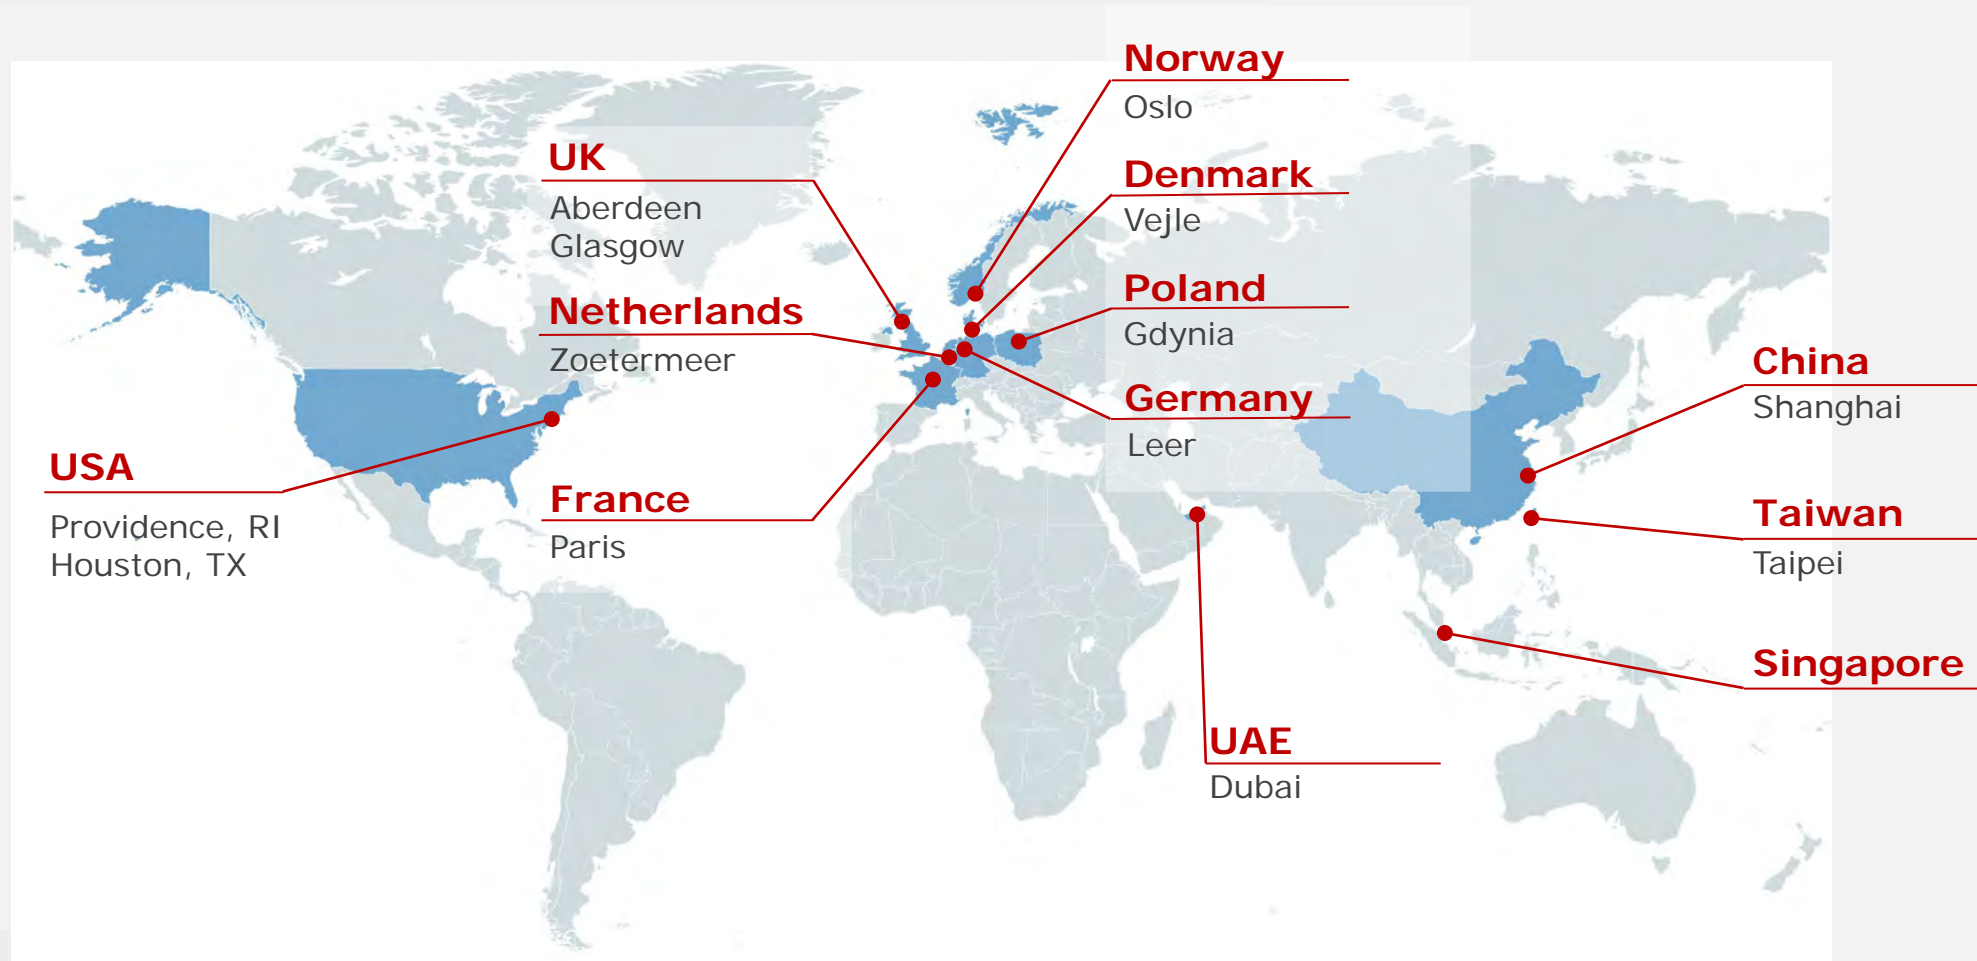 Norway
Oslo
UK
Aberdeen
Glasgow
Denmark
Vejle
Netherlands
Zoetermeer
Poland
Gdynia
Germany
Leer
China
Shanghai
USA
Providence, RI
Houston, TX
France
Paris
Taiwan
Taipei
Singapore
UAE
Dubai